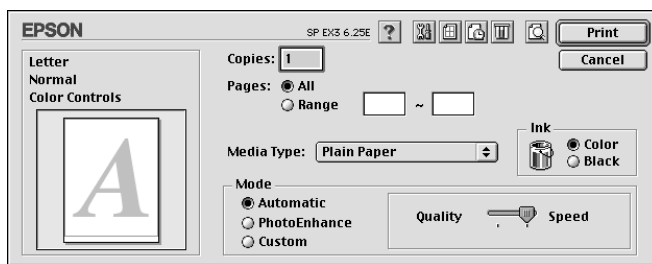 EPSON
SP EX3 6.25E
?
Print
Cancel
Letter
Normal
Color Controls
A
Copies: 1
Pages: All
Range ~
Media Type: Plain Paper
Ink
Color
Black
Mode
Automatic
PhotoEnhance
Custom
Quality Speed